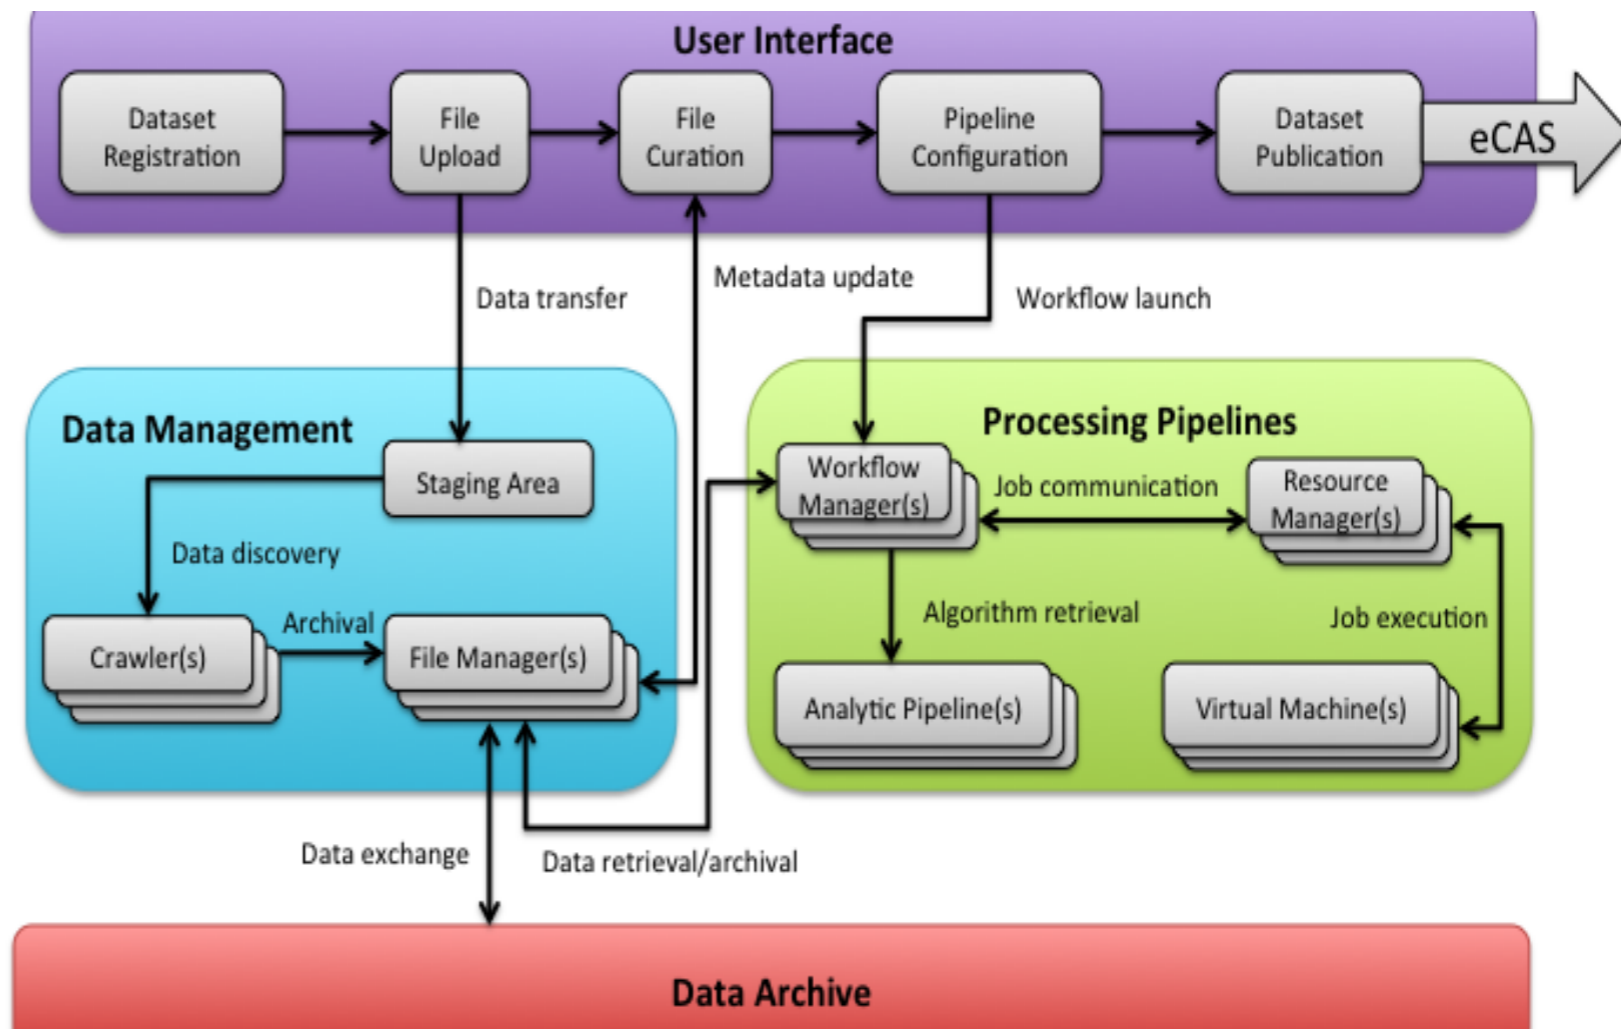 User Interface
Dataset
Registration
File
Upload
File
Curation
Pipeline
Configuration
Dataset
Publication
eCAS
Data transfer
Metadata update
Workflow launch
Data Management
Staging Area
Data discovery
Crawler(s)
Archival
File Manager(s)
Processing Pipelines
Workflow
Manager(s)
Job communication
Resource
Manager(s)
Algorithm retrieval
Job execution
Analytic Pipeline(s)
Virtual Machine(s)
Data exchange
Data retrieval/archival
Data Archive